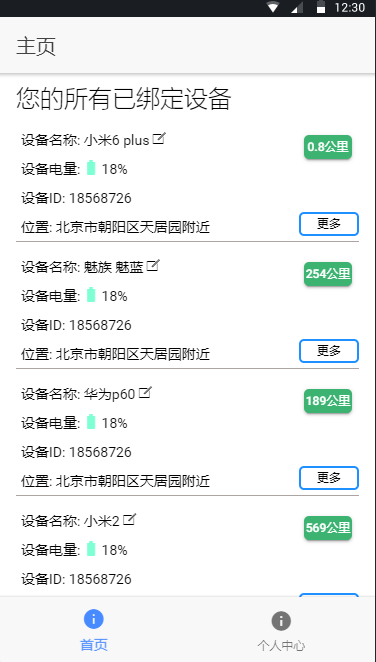 12:30
主页
您的所有已绑定设备
设备名称: 小米6 plus
0.8公里
设备电量: 18%
设备ID: 18568726
位置: 北京市朝阳区天居园附近
更多
设备名称: 魅族 魅蓝
254公里
设备电量: 18%
设备ID: 18568726
位置: 北京市朝阳区天居园附近
更多
设备名称: 华为p60
189公里
设备电量: 18%
设备ID: 18568726
位置: 北京市朝阳区天居园附近
更多
设备名称: 小米2
569公里
设备电量: 18%
设备ID: 18568726
首页
个人中心